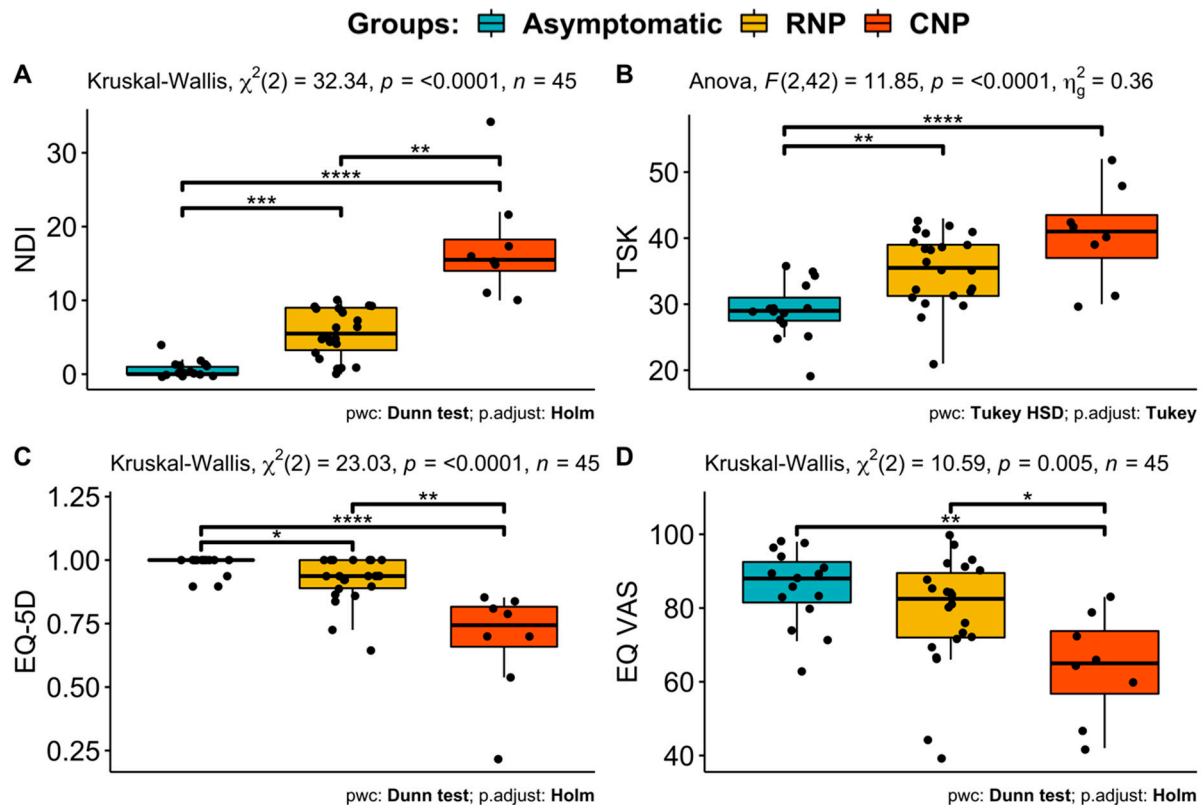 Groups: Asymptomatic RNP CNP
A
Kruskal-Wallis, χ²(2) = 32.34, p = <0.0001, n = 45
NDI
30
20
10
0
**
****
***
pwc: Dunn test; p.adjust: Holm
B
Anova, F(2,42) = 11.85, p = <0.0001, η²g = 0.36
TSK
50
40
30
20
****
**
pwc: Tukey HSD; p.adjust: Tukey
C
Kruskal-Wallis, χ²(2) = 23.03, p = <0.0001, n = 45
EQ-5D
1.25
1.00
0.75
0.50
0.25
**
****
*
pwc: Dunn test; p.adjust: Holm
D
Kruskal-Wallis, χ²(2) = 10.59, p = 0.005, n = 45
EQ VAS
100
80
60
40
*
**
pwc: Dunn test; p.adjust: Holm